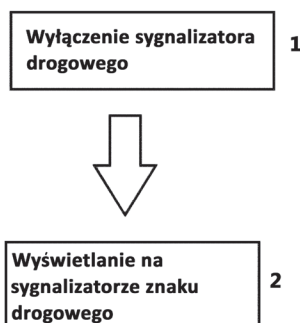 Wyłączenie sygnalizatora
drogowego
1
Wyświetlanie na
sygnalizatorze znaku
drogowego
2